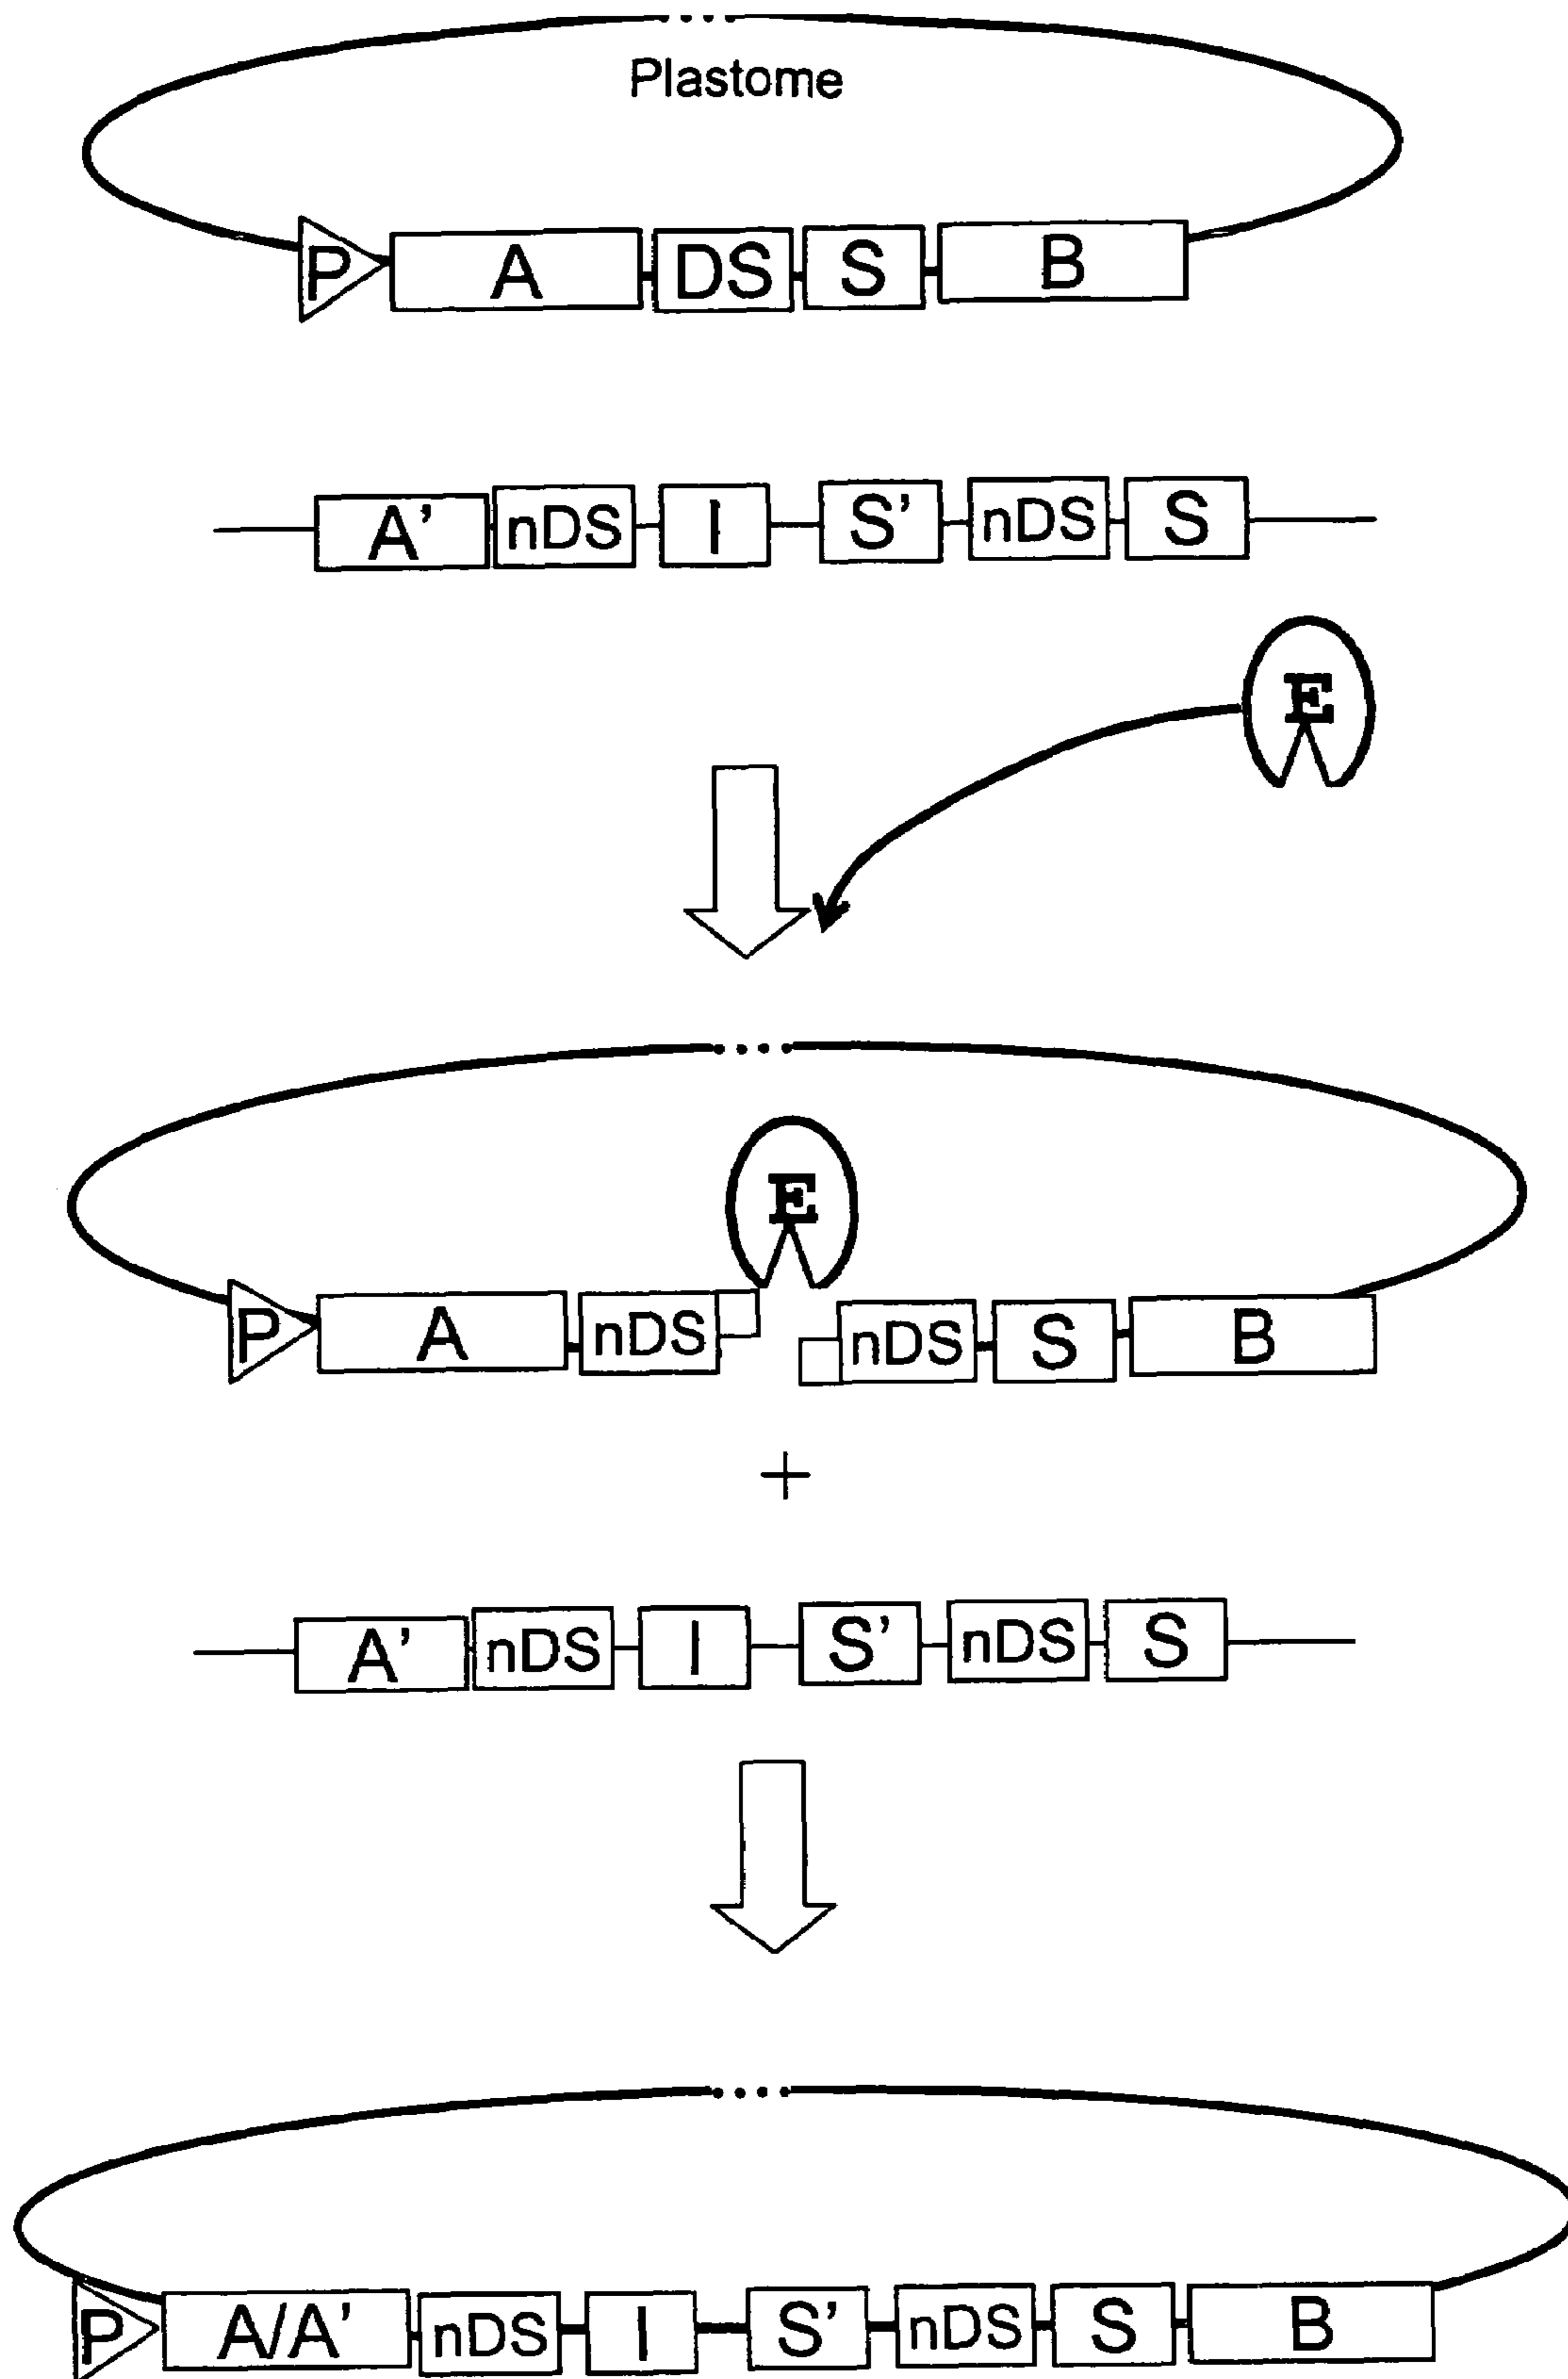 Plastome
P A DS S B
A' nDS I S' nDS S
E
E
P A nDS nDS S B
+
A' nDS I S' nDS S
P A/A' nDS I S' nDS S B